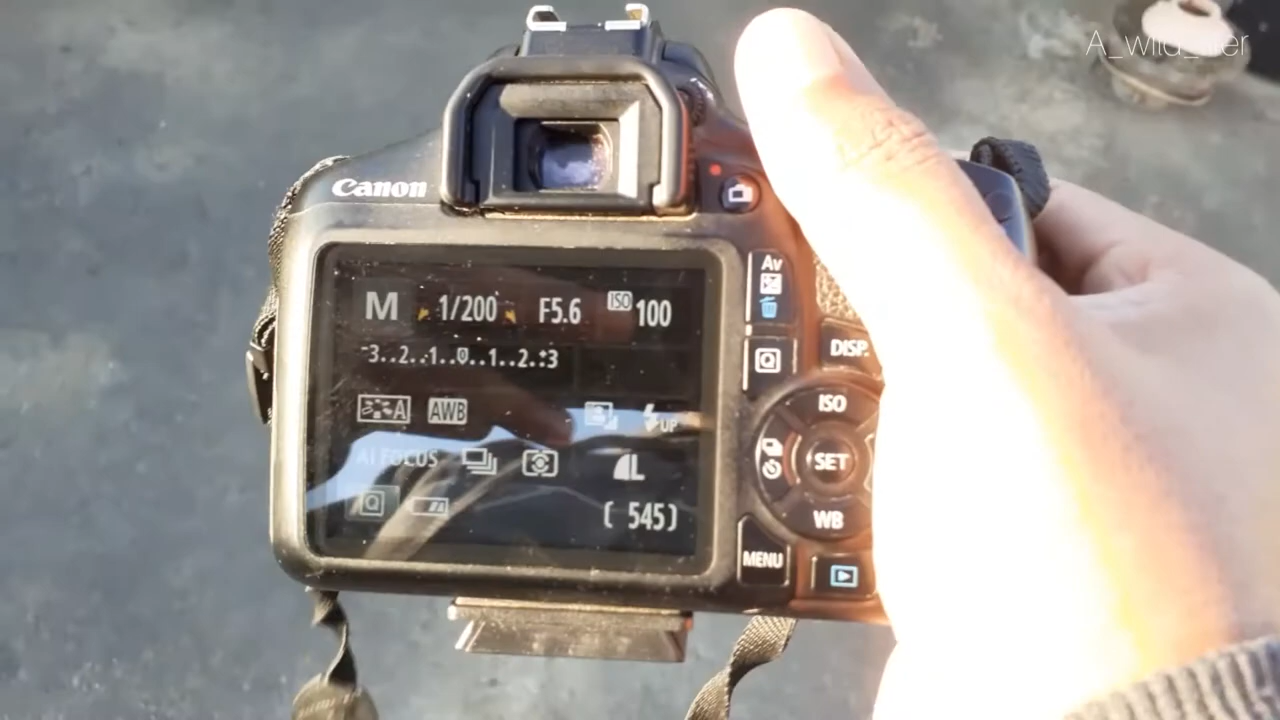 Canon
Av
M 1/200 F5.6 ISO 100
-3..2..1..0..1..2..+3
DISP.
A AWB UP
ISO
AI FOCUS L
SET
Q
Q
(545)
WB
MENU